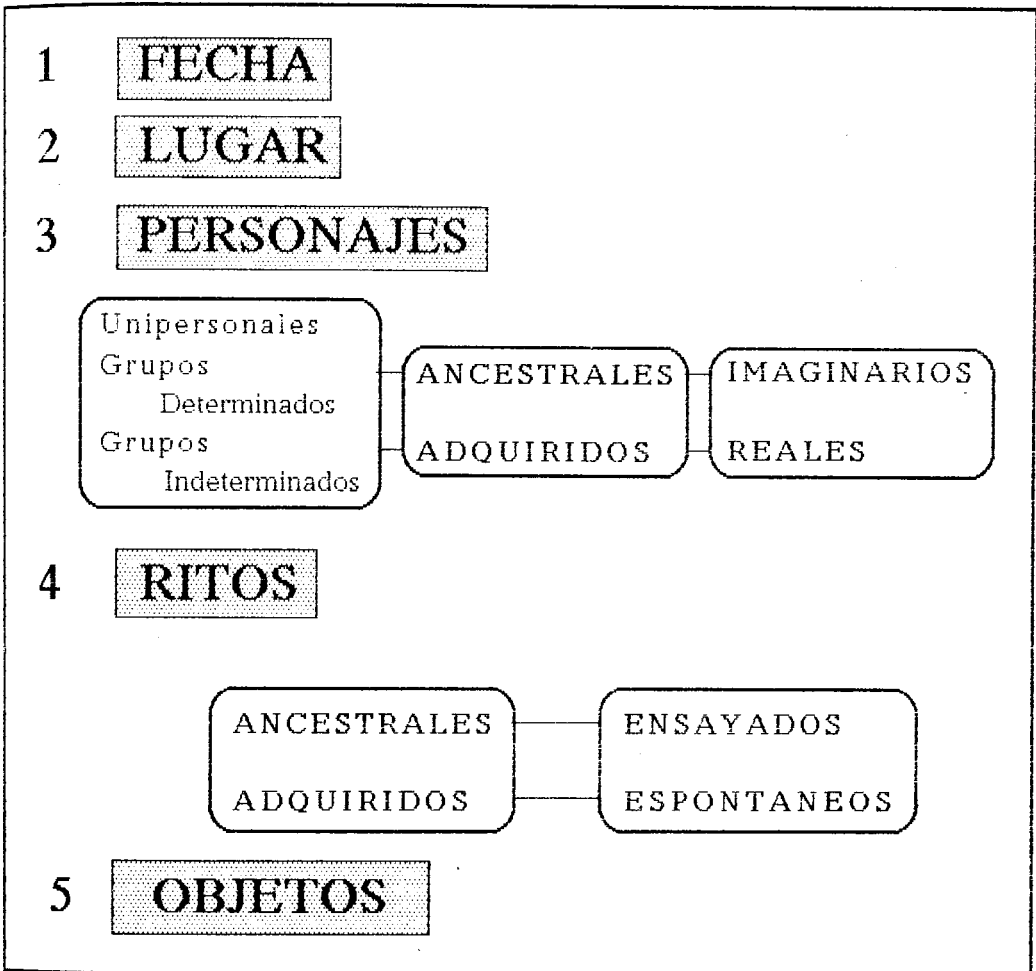 1 FECHA
2 LUGAR
3 PERSONAJES
Unipersonales
Grupos
Determinados
Grupos
Indeterminados
ANCESTRALES
ADQUIRIDOS
IMAGINARIOS
REALES
4 RITOS
ANCESTRALES
ADQUIRIDOS
ENSAYADOS
ESPONTANEOS
5 OBJETOS